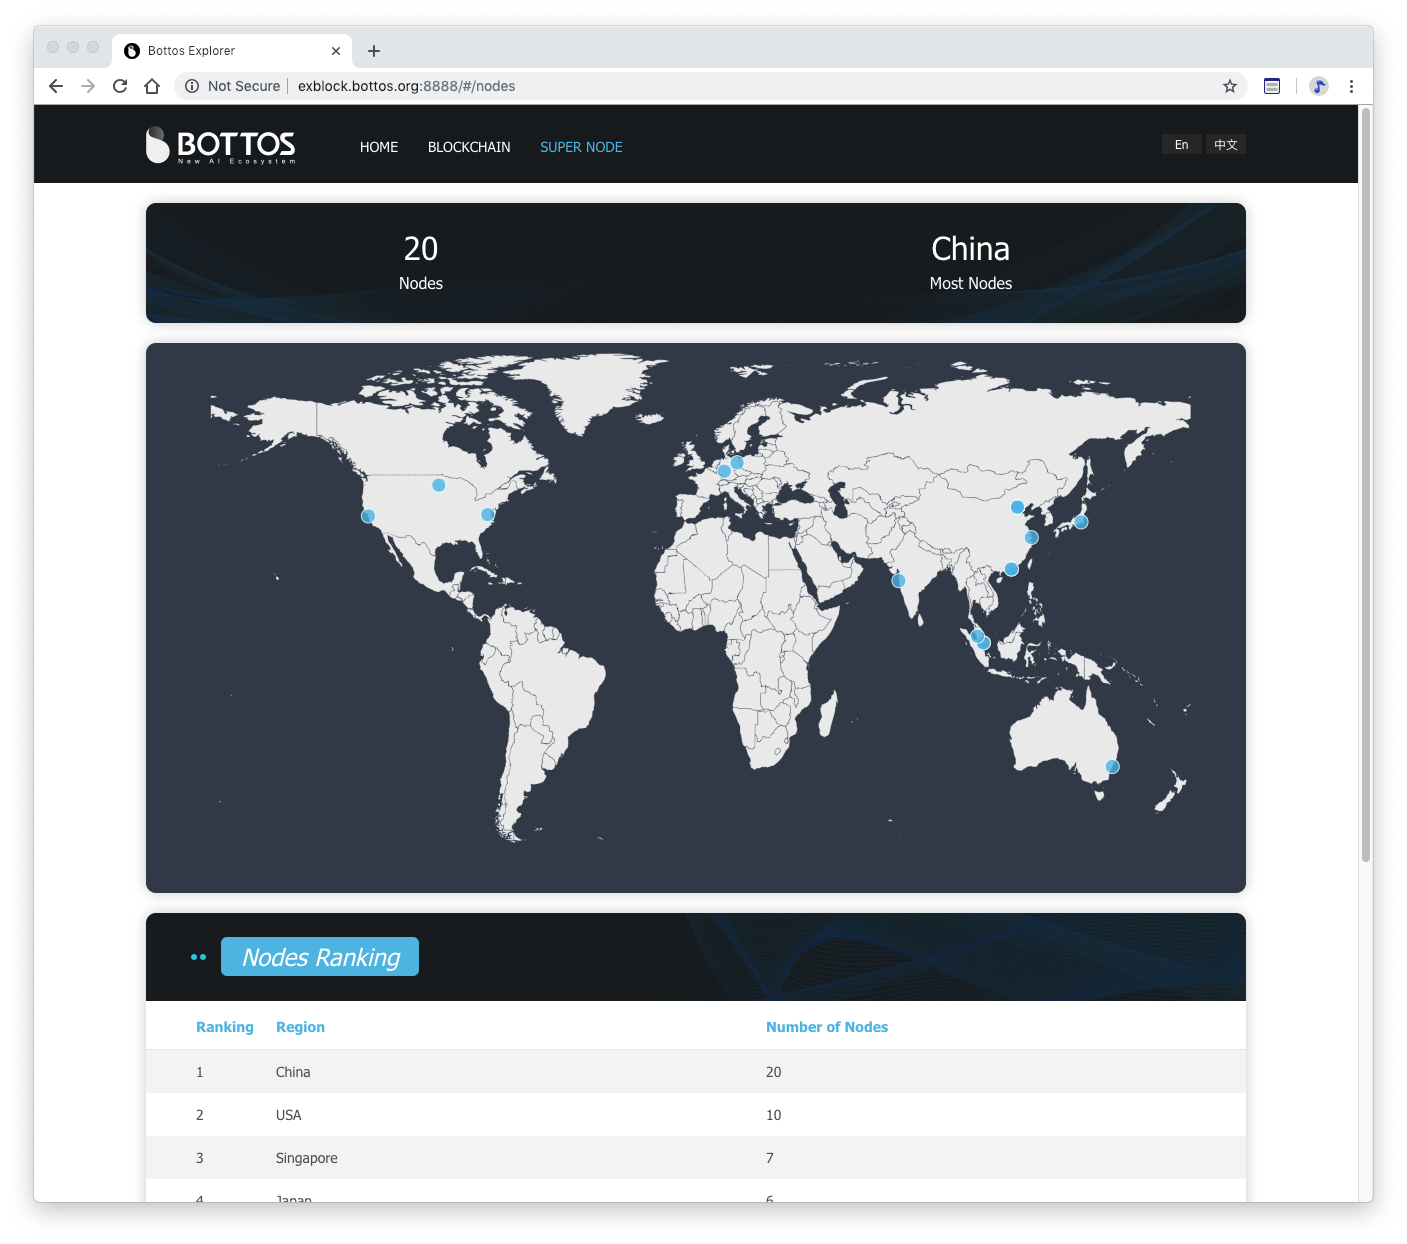 Bottos Explorer
Not Secure
exblock.bottos.org:8888/#/nodes
BOTTOS
New AI Ecosystem
HOME
BLOCKCHAIN
SUPER NODE
En
中文
20
Nodes
China
Most Nodes
Nodes Ranking
Ranking Region Number of Nodes
1 China 20
2 USA 10
3 Singapore 7
4 Japan 6